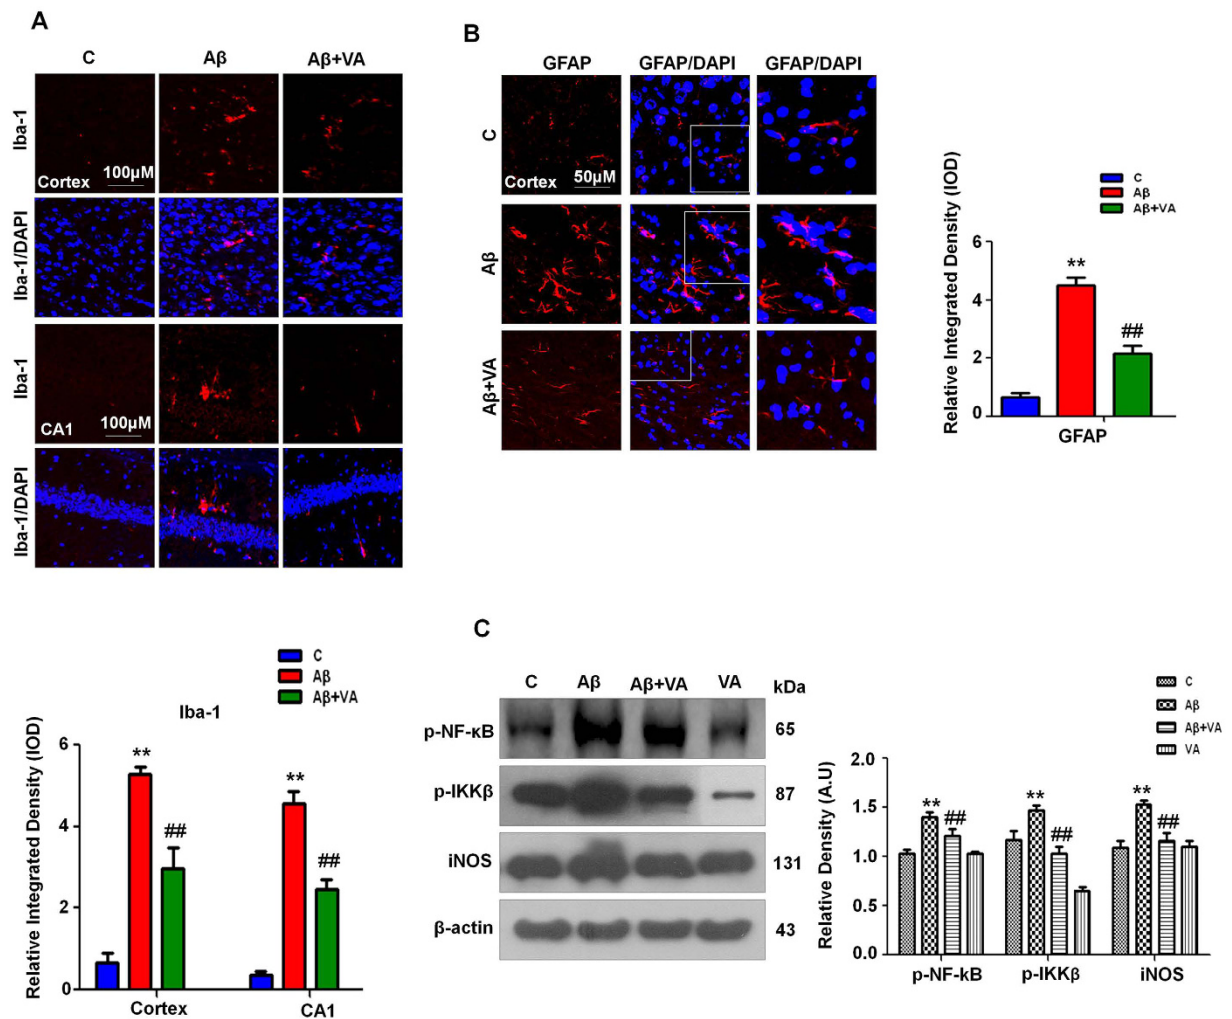 A
C Aβ Aβ+VA
Iba-1
Cortex 100μM
Iba-1/DAPI
Iba-1
CA1 100μM
Iba-1/DAPI
B
GFAP GFAP/DAPI GFAP/DAPI
C
Cortex 50μM
Aβ
Aβ+VA
C
Aβ
Aβ+VA
Relative Integrated Density (IOD)
6
4
2
0
**
##
GFAP
C
Aβ
Aβ+VA
Iba-1
Relative Integrated Density (IOD)
6
4
2
0
** ## ** ##
Cortex CA1
C
C Aβ Aβ+VA VA kDa
p-NF-κB 65
p-IKKβ 87
iNOS 131
β-actin 43
C
Aβ
Aβ+VA
VA
Relative Density (A.U)
2.0
1.5
1.0
0.5
0.0
** ## ** ## ** ##
p-NF-kB p-IKKβ iNOS